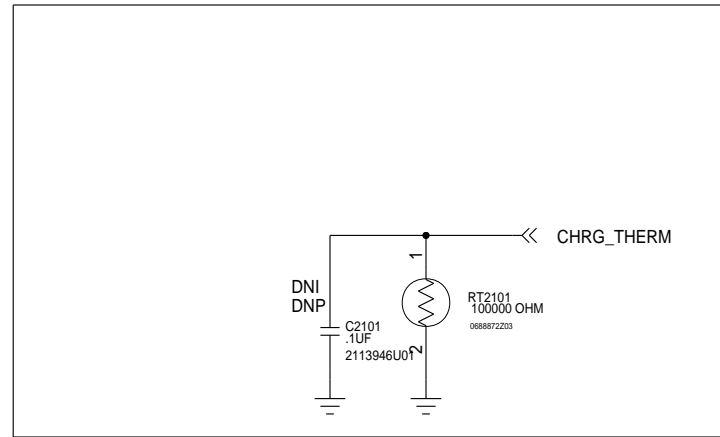 CHRG_THERM
1
DNI
DNP
RT2101
100000 OHM
0688872Z03
C2101
.1UF
2113946U01
2